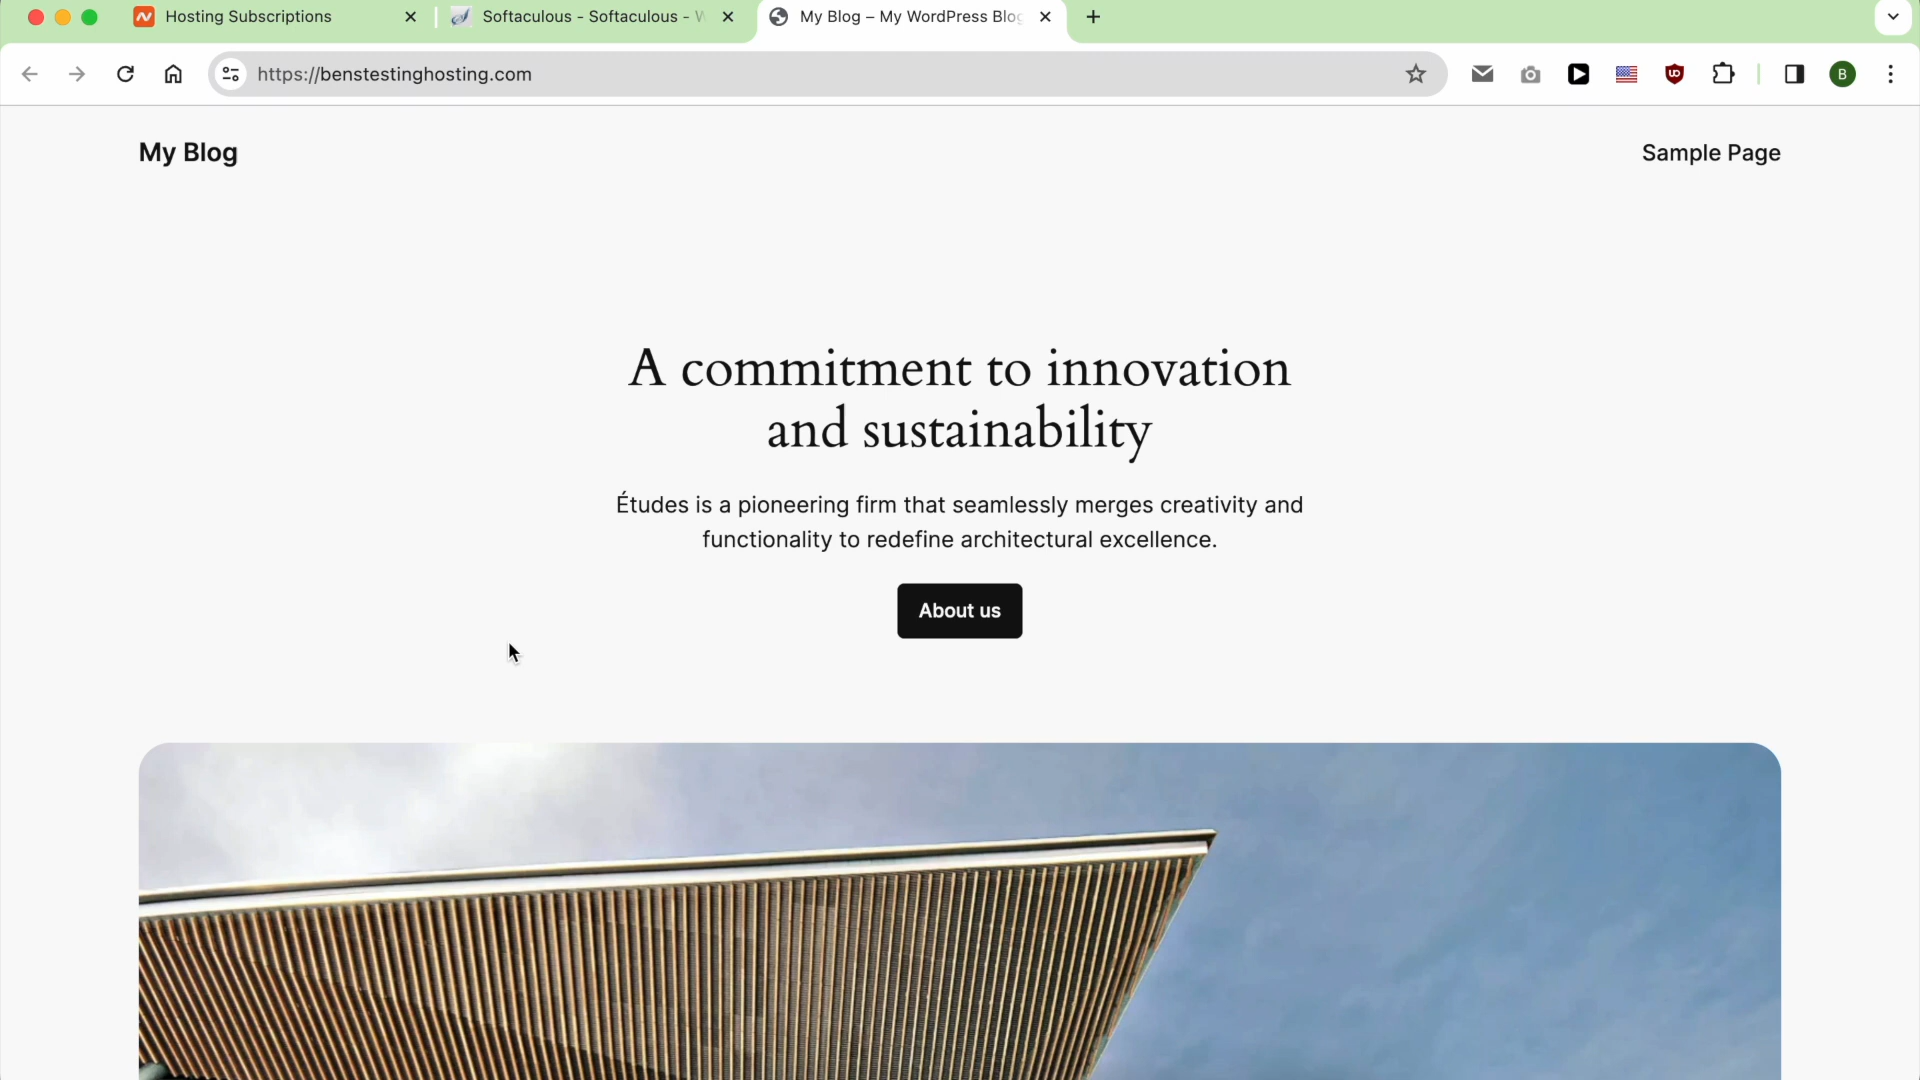 Hosting Subscriptions
Softaculous - Softaculous - W
My Blog – My WordPress Blog
https://benstestinghosting.com
B
My Blog
Sample Page
A commitment to innovation
and sustainability
Études is a pioneering firm that seamlessly merges creativity and
functionality to redefine architectural excellence.
About us